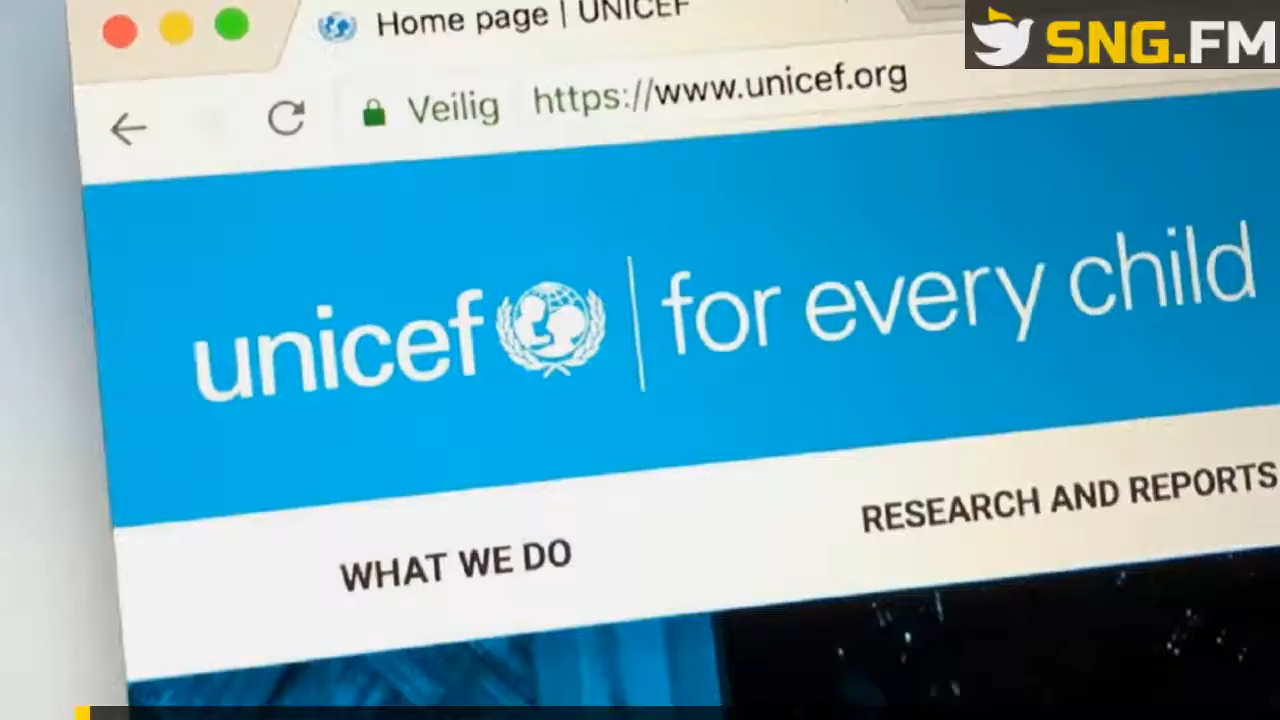 Home page | UNICEF
SNG.FM
Veilig https://www.unicef.org
unicef | for every child
WHAT WE DO
RESEARCH AND REPORTS